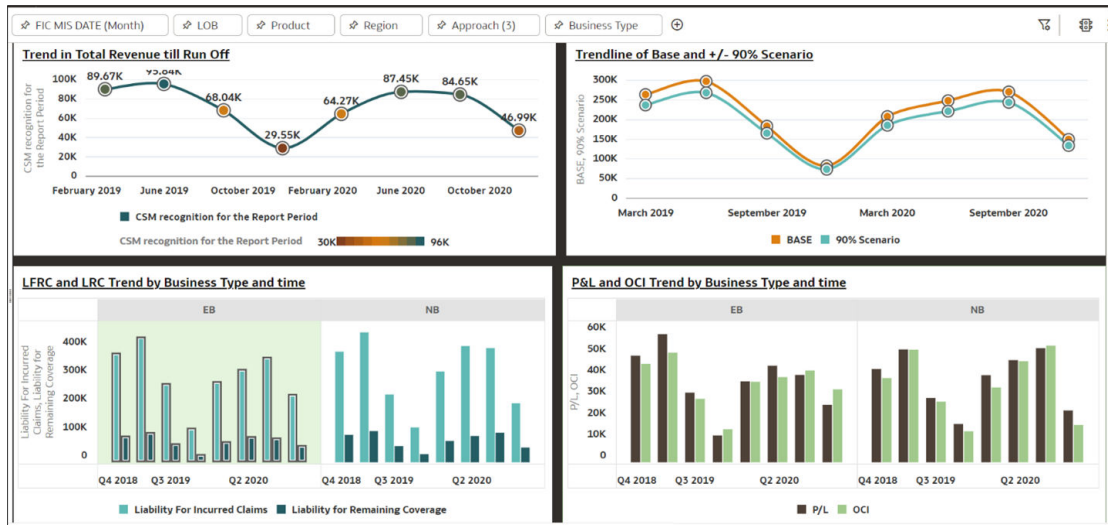 FIC MIS DATE (Month)
LOB
Product
Region
Approach (3)
Business Type
Trend in Total Revenue till Run Off
CSM recognition for
the Report Period
100K
80K
60K
40K
20K
0
89.67K
95.84K
68.04K
29.55K
64.27K
87.45K
84.65K
46.99K
February 2019
June 2019
October 2019
February 2020
June 2020
October 2020
CSM recognition for the Report Period
CSM recognition for the Report Period
30K
96K
Trendline of Base and +/- 90% Scenario
BASE, 90% Scenario
300K
250K
200K
150K
100K
50K
0
March 2019
September 2019
March 2020
September 2020
BASE
90% Scenario
LFRC and LRC Trend by Business Type and time
EB
NB
Liability For Incurred
Claims, Liability for
Remaining Coverage
400K
300K
200K
100K
0
Q4 2018
Q3 2019
Q2 2020
Q4 2018
Q3 2019
Q2 2020
Liability For Incurred Claims
Liability for Remaining Coverage
P&L and OCI Trend by Business Type and time
EB
NB
P/L, OCI
60K
50K
40K
30K
20K
10K
0
Q4 2018
Q3 2019
Q2 2020
Q4 2018
Q3 2019
Q2 2020
P/L
OCI